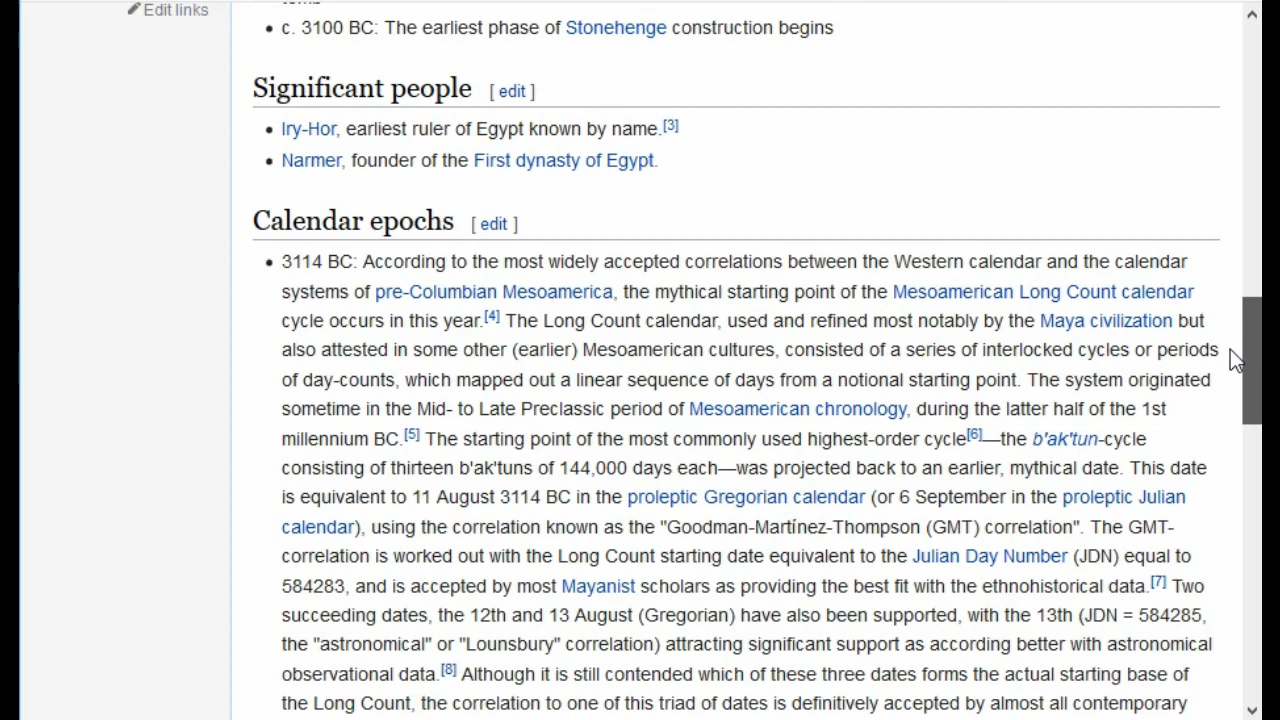 Edit links
• c. 3100 BC: The earliest phase of Stonehenge construction begins
Significant people [ edit ]
• Iry-Hor, earliest ruler of Egypt known by name.[3]
• Narmer, founder of the First dynasty of Egypt.
Calendar epochs [ edit ]
• 3114 BC: According to the most widely accepted correlations between the Western calendar and the calendar
systems of pre-Columbian Mesoamerica, the mythical starting point of the Mesoamerican Long Count calendar
cycle occurs in this year.[4] The Long Count calendar, used and refined most notably by the Maya civilization but
also attested in some other (earlier) Mesoamerican cultures, consisted of a series of interlocked cycles or periods
of day-counts, which mapped out a linear sequence of days from a notional starting point. The system originated
sometime in the Mid- to Late Preclassic period of Mesoamerican chronology, during the latter half of the 1st
millennium BC.[5] The starting point of the most commonly used highest-order cycle[6]—the b'ak'tun-cycle
consisting of thirteen b'ak'tuns of 144,000 days each—was projected back to an earlier, mythical date. This date
is equivalent to 11 August 3114 BC in the proleptic Gregorian calendar (or 6 September in the proleptic Julian
calendar), using the correlation known as the "Goodman-Martínez-Thompson (GMT) correlation". The GMT-
correlation is worked out with the Long Count starting date equivalent to the Julian Day Number (JDN) equal to
584283, and is accepted by most Mayanist scholars as providing the best fit with the ethnohistorical data.[7] Two
succeeding dates, the 12th and 13 August (Gregorian) have also been supported, with the 13th (JDN = 584285,
the "astronomical" or "Lounsbury" correlation) attracting significant support as according better with astronomical
observational data.[8] Although it is still contended which of these three dates forms the actual starting base of
the Long Count, the correlation to one of this triad of dates is definitively accepted by almost all contemporary